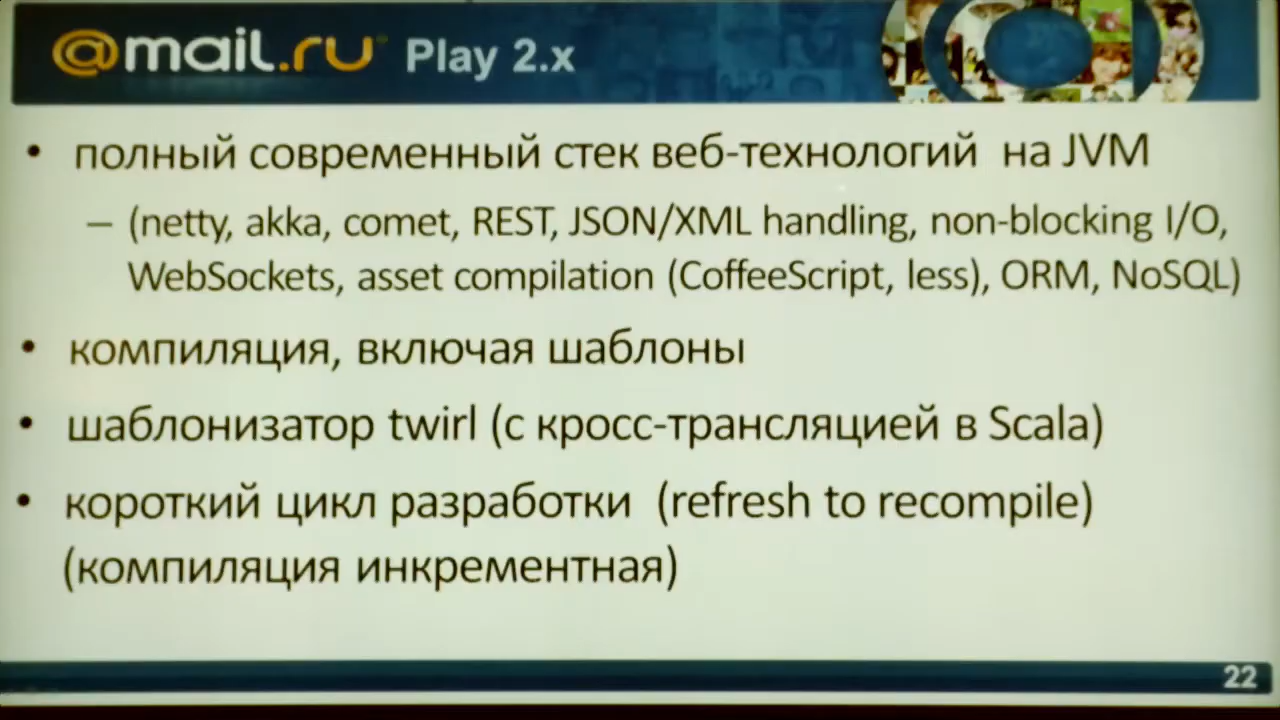 @mail.ru Play 2.x
• полный современный стек веб-технологий на JVM
– (netty, akka, comet, REST, JSON/XML handling, non-blocking I/O,
WebSockets, asset compilation (CoffeeScript, less), ORM, NoSQL)
• компиляция, включая шаблоны
• шаблонизатор twirl (с кросс-трансляцией в Scala)
• короткий цикл разработки (refresh to recompile)
(компиляция инкрементная)
22